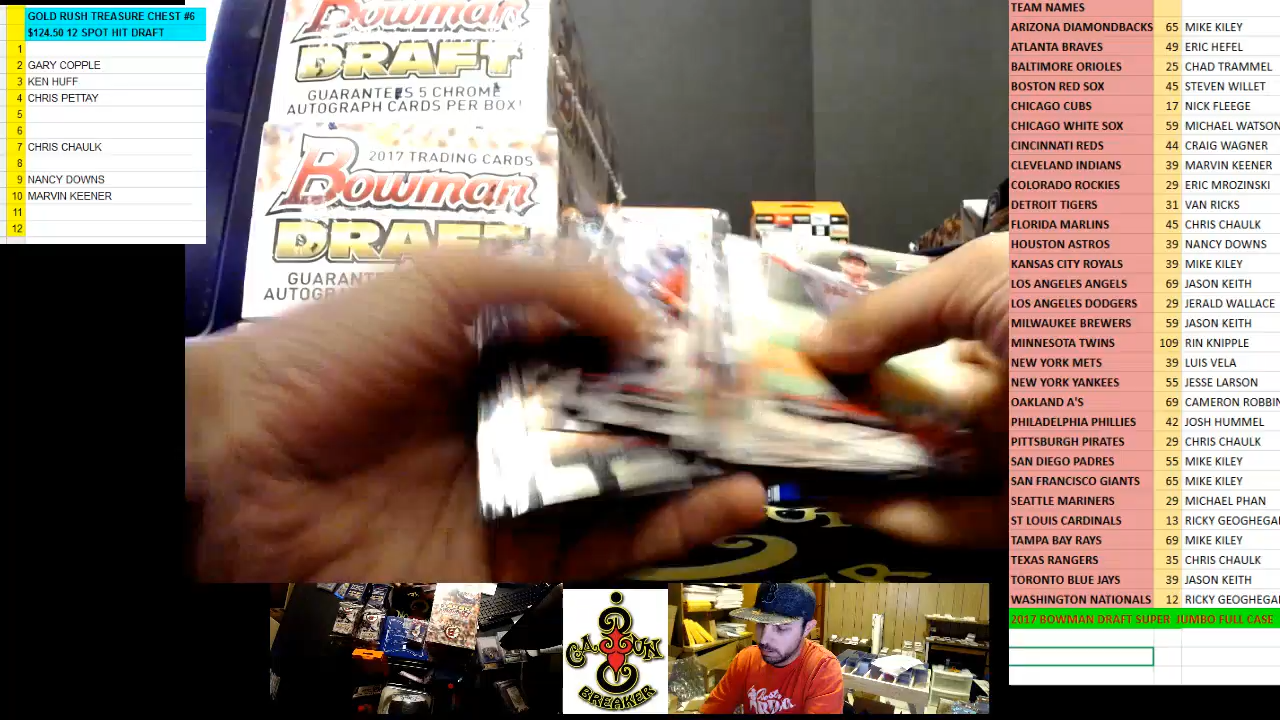 GOLD RUSH TREASURE CHEST #6
$124.50 12 SPOT HIT DRAFT
1
2 GARY COPPLE
3 KEN HUFF
4 CHRIS PETTAY
5
6
7 CHRIS CHAULK
8
9 NANCY DOWNS
10 MARVIN KEENER
11
12
Bowman
DRAFT
GUARANTEES 5 CHROME
AUTOGRAPH CARDS PER BOX!
2017 TRADING CARDS
Bowman
DRAFT
GUARANTEES
TEAM NAMES
ARIZONA DIAMONDBACKS 65 MIKE KILEY
ATLANTA BRAVES 49 ERIC HEFEL
BALTIMORE ORIOLES 25 CHAD TRAMMEL
BOSTON RED SOX 45 STEVEN WILLET
CHICAGO CUBS 17 NICK FLEEGE
CHICAGO WHITE SOX 59 MICHAEL WATSON
CINCINNATI REDS 44 CRAIG WAGNER
CLEVELAND INDIANS 39 MARVIN KEENER
COLORADO ROCKIES 29 ERIC MROZINSKI
DETROIT TIGERS 31 VAN RICKS
FLORIDA MARLINS 45 CHRIS CHAULK
HOUSTON ASTROS 39 NANCY DOWNS
KANSAS CITY ROYALS 39 MIKE KILEY
LOS ANGELES ANGELS 69 JASON KEITH
LOS ANGELES DODGERS 29 JERALD WALLACE
MILWAUKEE BREWERS 59 JASON KEITH
MINNESOTA TWINS 109 RIN KNIPPLE
NEW YORK METS 39 LUIS VELA
NEW YORK YANKEES 55 JESSE LARSON
OAKLAND A'S 69 CAMERON ROBBIN
PHILADELPHIA PHILLIES 42 JOSH HUMMEL
PITTSBURGH PIRATES 29 CHRIS CHAULK
SAN DIEGO PADRES 55 MIKE KILEY
SAN FRANCISCO GIANTS 65 MIKE KILEY
SEATTLE MARINERS 29 MICHAEL PHAN
ST LOUIS CARDINALS 13 RICKY GEOGHEGA
TAMPA BAY RAYS 69 MIKE KILEY
TEXAS RANGERS 35 CHRIS CHAULK
TORONTO BLUE JAYS 39 JASON KEITH
WASHINGTON NATIONALS 12 RICKY GEOGHEGA
2017 BOWMAN DRAFT SUPER JUMBO FULL CASE
CAJUN
BREAKER